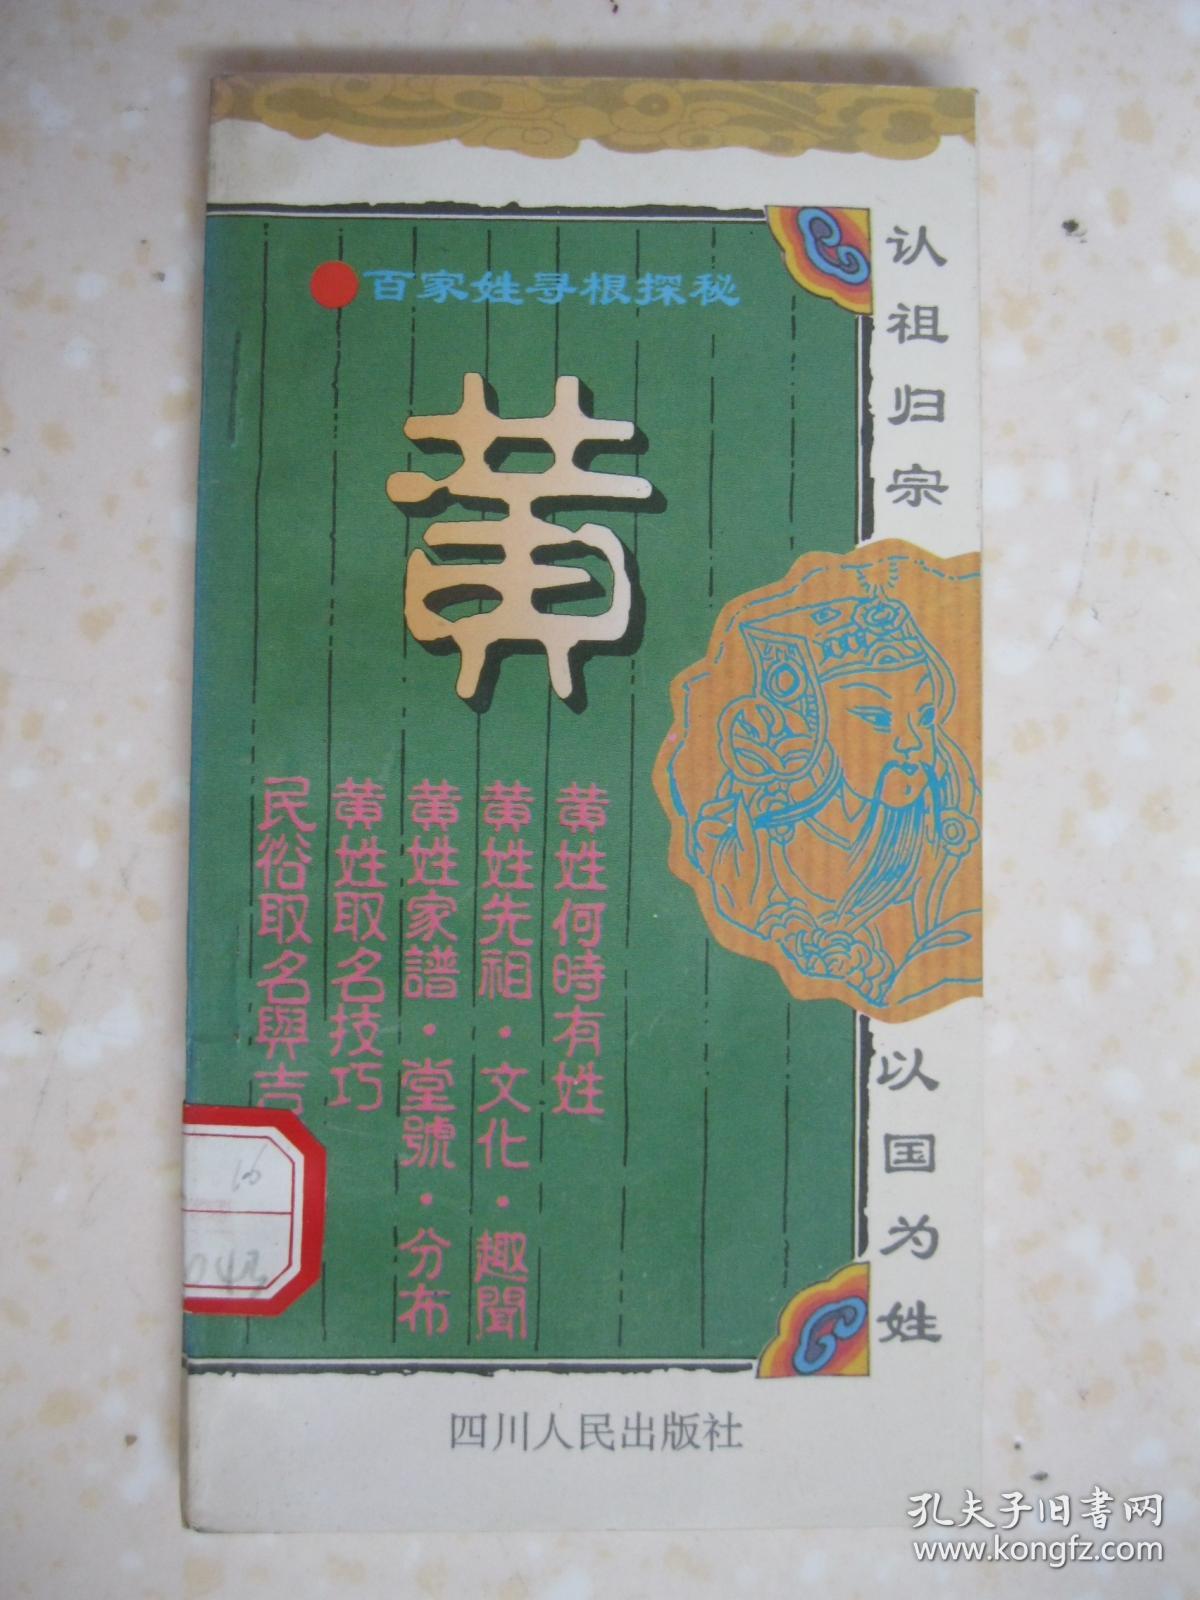 百家姓寻根探秘
黄
认祖归宗
以国为姓
黄姓何時有姓
黄姓先祖·文化·趣聞
黄姓家譜·堂號·分布
黄姓取名技巧
民俗取名與吉
四川人民出版社
16
043
孔夫子旧书网
www.kongfz.com